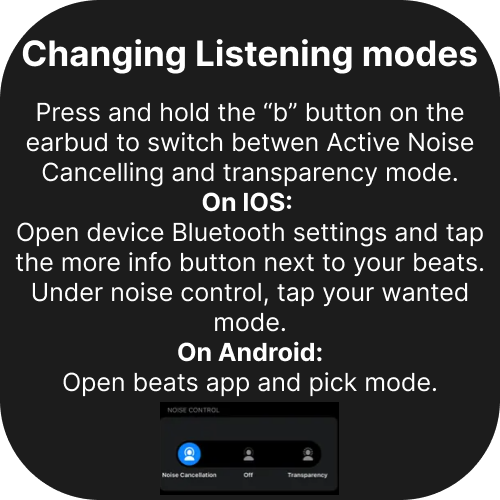 Changing Listening modes
Press and hold the “b” button on the
earbud to switch betwen Active Noise
Cancelling and transparency mode.
On IOS:
Open device Bluetooth settings and tap
the more info button next to your beats.
Under noise control, tap your wanted
mode.
On Android:
Open beats app and pick mode.
NOISE CONTROL
Noise Cancellation Off Transparency